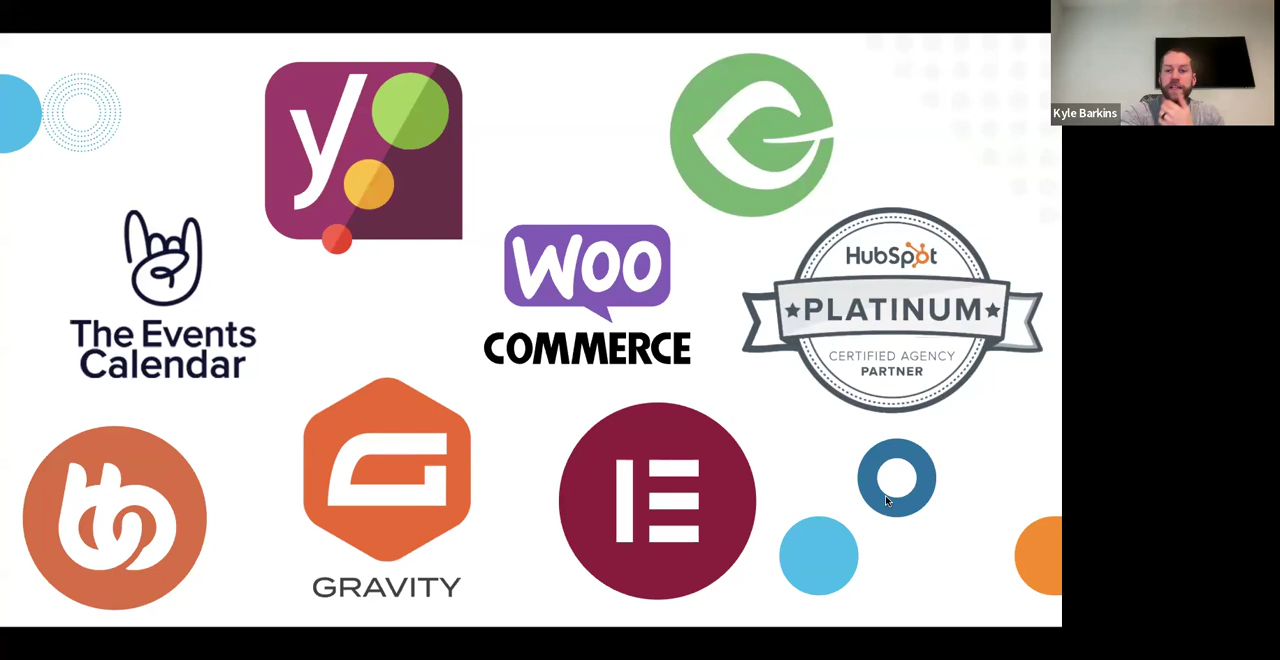 Kyle Barkins
y
The Events
Calendar
WOO
COMMERCE
HubSpot
PLATINUM
CERTIFIED AGENCY
PARTNER
GRAVITY